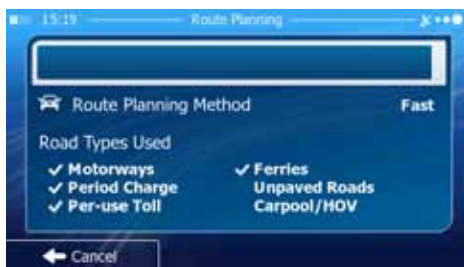 15:19 Route Planning
Route Planning Method Fast
Road Types Used
Motorways Ferries
Period Charge Unpaved Roads
Per-use Toll Carpool/HOV
Cancel